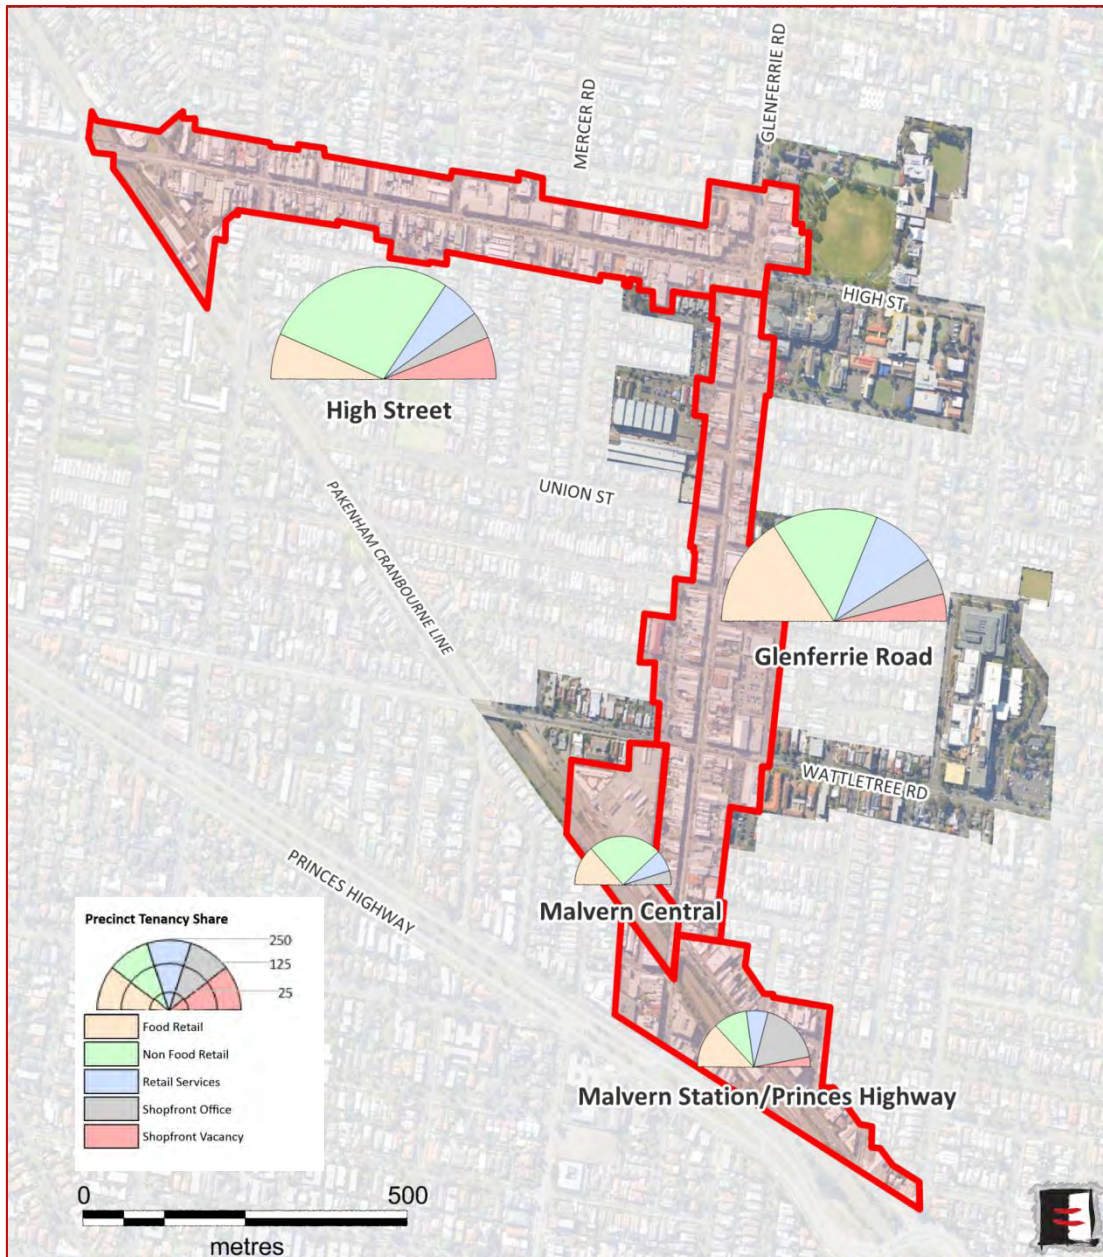 MERCER RD
GLENFERRIE RD
HIGH ST
High Street
UNION ST
PAKENHAM CRANBOURNE LINE
Glenferrie Road
WATTLETREE RD
PRINCES HIGHWAY
Malvern Central
Malvern Station/Princes Highway
Precinct Tenancy Share
250
125
25
Food Retail
Non Food Retail
Retail Services
Shopfront Office
Shopfront Vacancy
0 500
metres